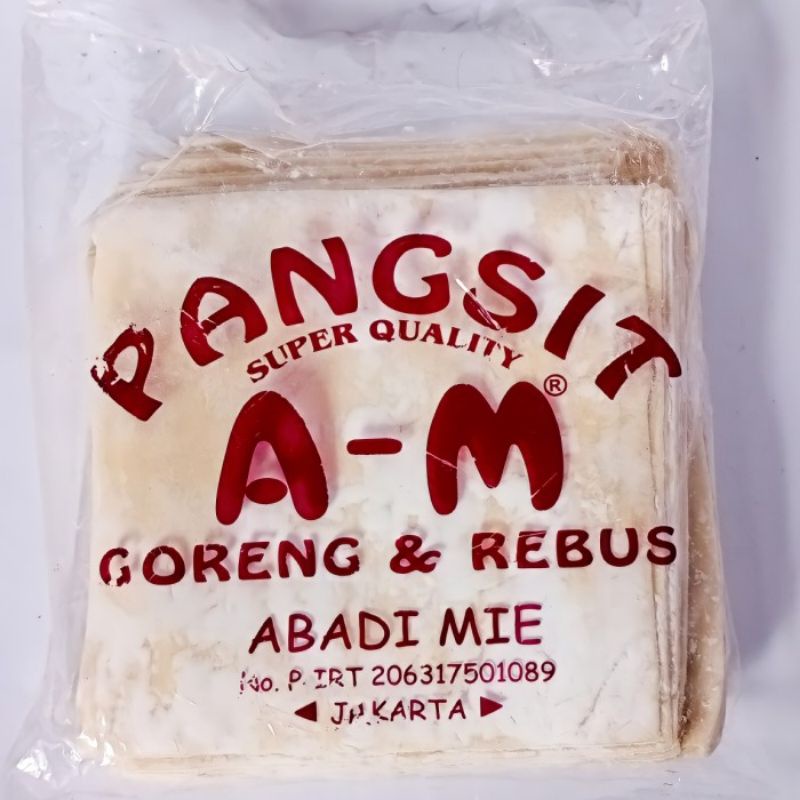 PANGSIT
SUPER QUALITY
A-M®
GORENG & REBUS
ABADI MIE
No. P.IRT 206317501089
◀ JAKARTA ▶